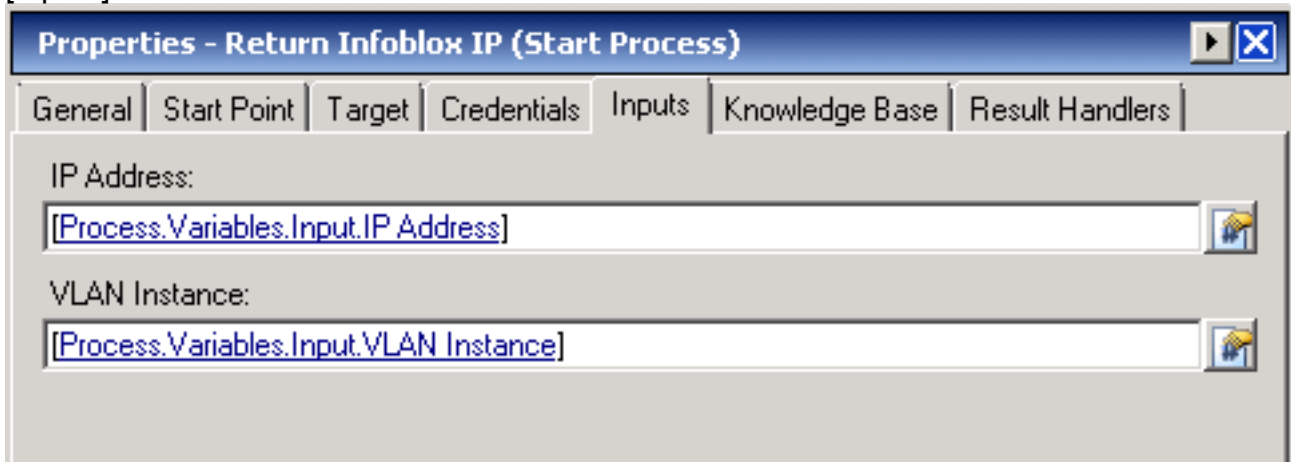 Properties - Return Infoblox IP (Start Process)
General Start Point Target Credentials Inputs Knowledge Base Result Handlers
IP Address:
[Process.Variables.Input.IP Address]
VLAN Instance:
[Process.Variables.Input.VLAN Instance]